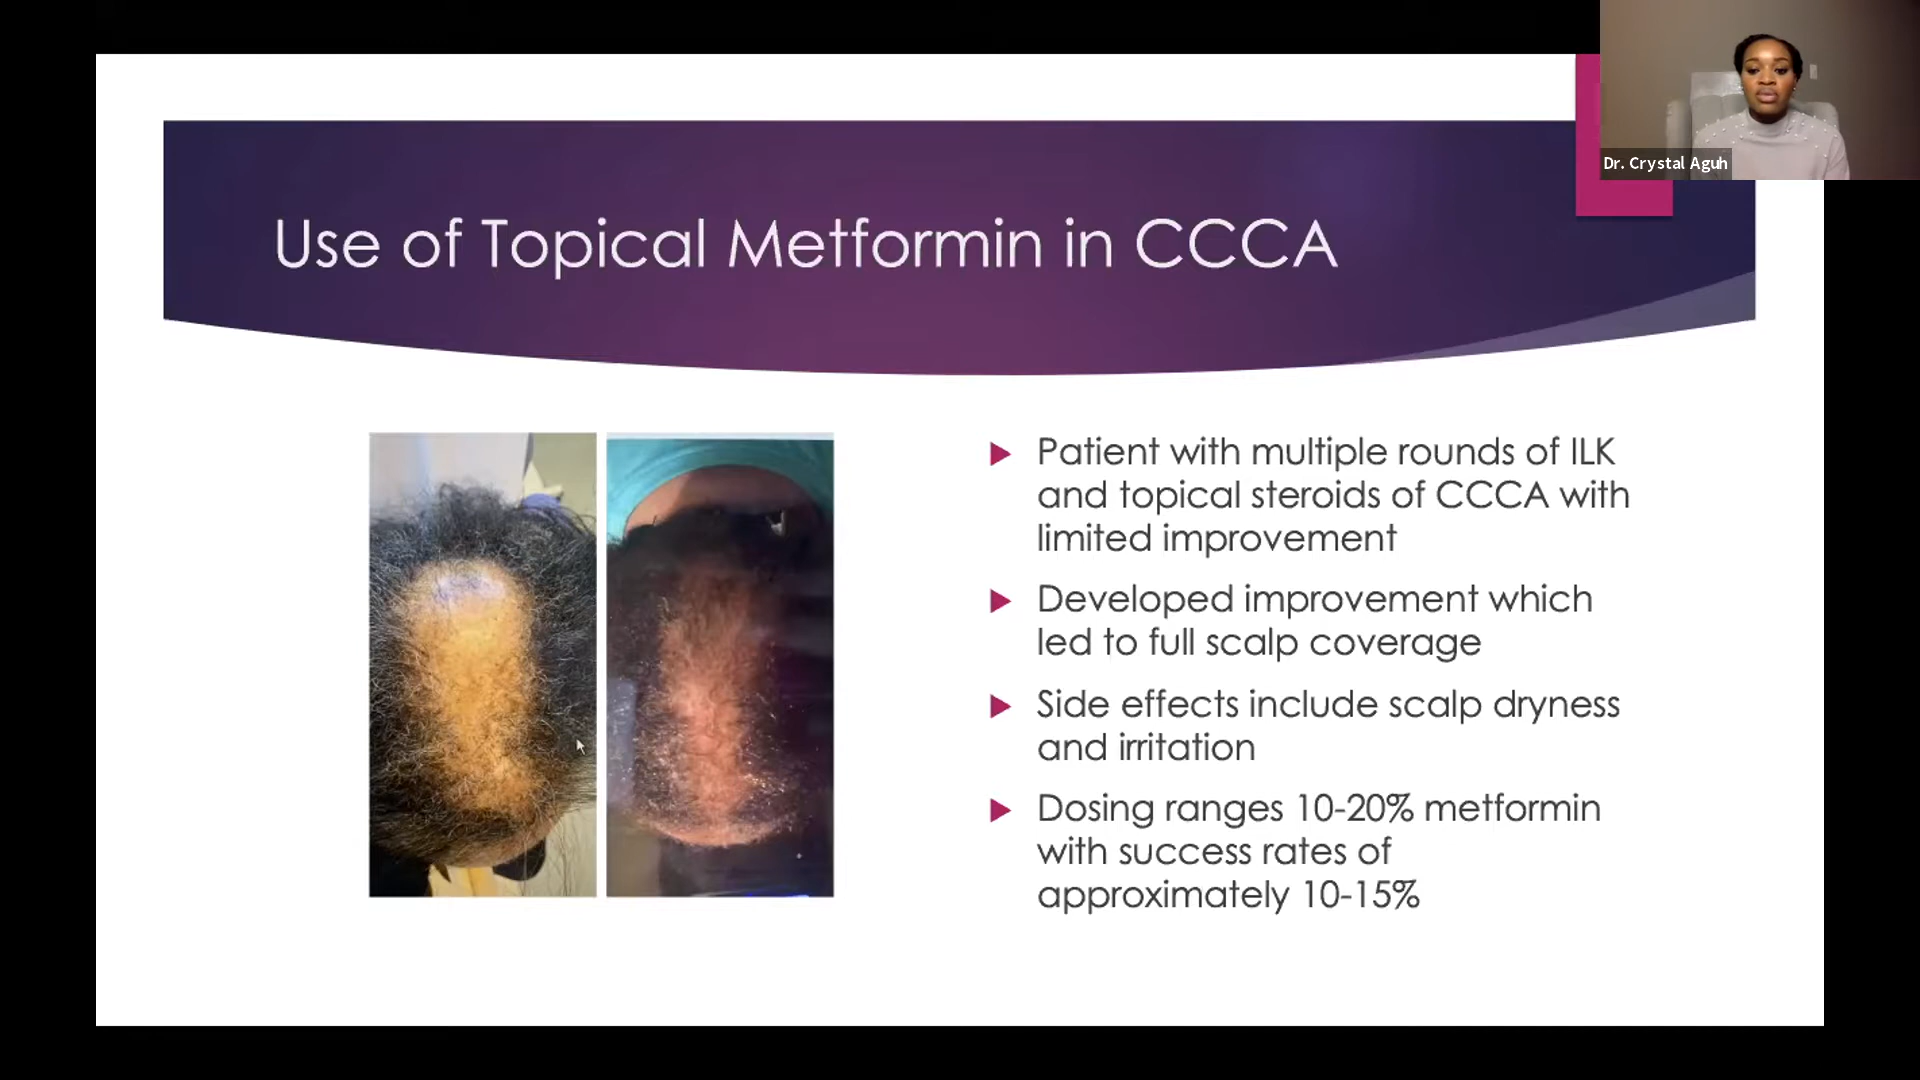 Dr. Crystal Aguh
Use of Topical Metformin in CCCA
Patient with multiple rounds of ILK
and topical steroids of CCCA with
limited improvement
Developed improvement which
led to full scalp coverage
Side effects include scalp dryness
and irritation
Dosing ranges 10-20% metformin
with success rates of
approximately 10-15%